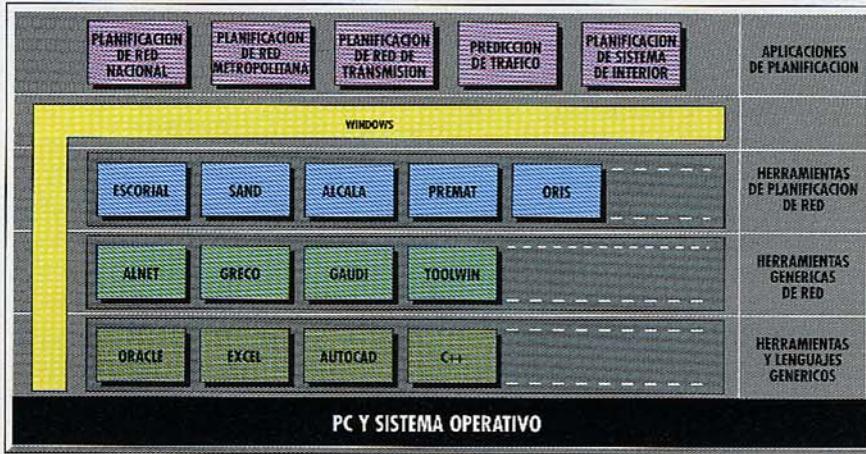 PLANIFICACION
DE RED
NACIONAL
PLANIFICACION
DE RED
METROPOLITANA
PLANIFICACION
DE RED DE
TRANSMISION
PREDICCION
DE TRAFICO
PLANIFICACION
DE SISTEMA
DE INTERIOR
APLICACIONES
DE PLANIFICACION
WINDOWS
ESCORIAL
SAND
ALCALA
PREMAT
ORIS
HERRAMIENTAS
DE PLANIFICACION
DE RED
ALNET
GRECO
GAUDI
TOOLWIN
HERRAMIENTAS
GENERICAS
DE RED
ORACLE
EXCEL
AUTOCAD
C++
HERRAMIENTAS
Y LENGUAJES
GENERICOS
PC Y SISTEMA OPERATIVO